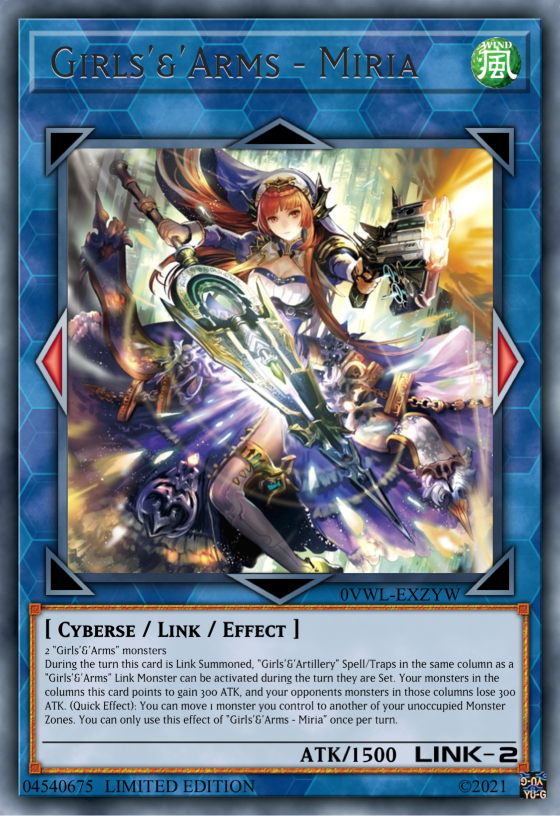 Girls'&'Arms - Miria
WIND
風
0VWL-EXZYW
[ Cyberse / Link / Effect ]
2 "Girls'&'Arms" monsters
During the turn this card is Link Summoned, "Girls'&'Artillery" Spell/Traps in the same column as a
"Girls'&'Arms" Link Monster can be activated during the turn they are Set. Your monsters in the
columns this card points to gain 300 ATK, and your opponents monsters in those columns lose 300
ATK. (Quick Effect): You can move 1 monster you control to another of your unoccupied Monster
Zones. You can only use this effect of "Girls'&'Arms - Miria" once per turn.
ATK/1500 LINK-2
04540675 LIMITED EDITION ©2021